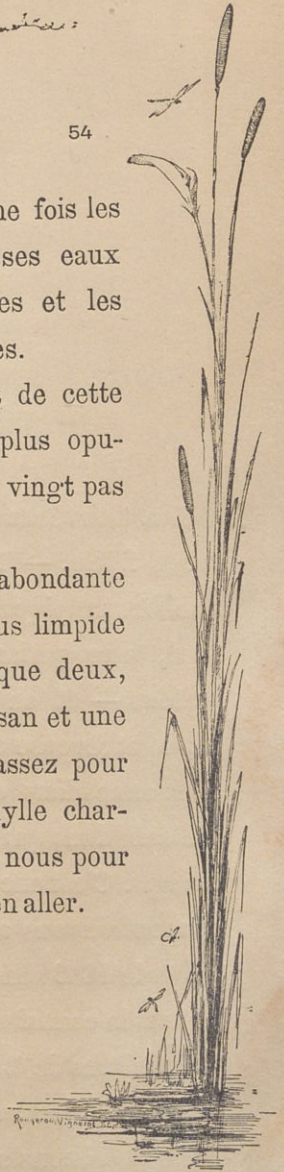 54
ne fois les
ses eaux
es et les
es.
de cette
plus opu-
vingt pas
abondante
us limpide
que deux,
san et une
assez pour
ylle char-
nous pour
en aller.